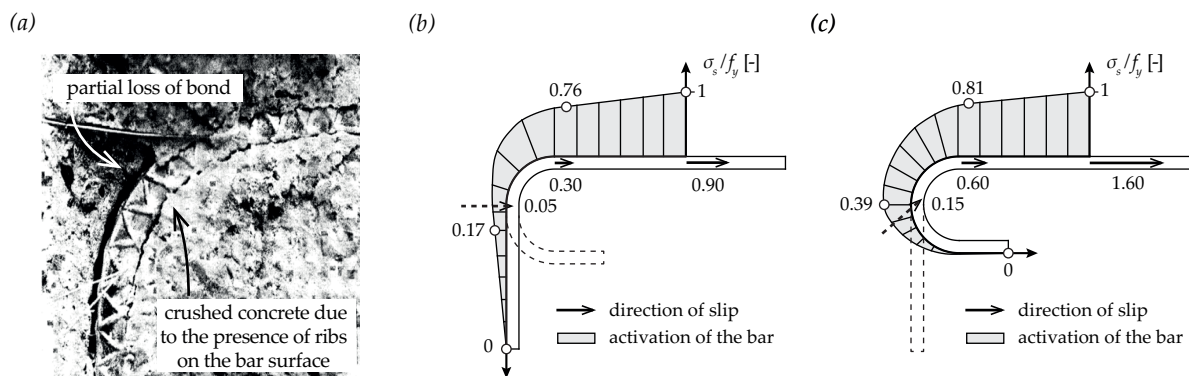 (a)
partial loss of bond
crushed concrete due
to the presence of ribs
on the bar surface
(b)
σs/fy [-]
0.76
1
0.30
0.90
0.05
0.17
direction of slip
activation of the bar
0
(c)
σs/fy [-]
0.81
1
0.60
1.60
0.39
0.15
0
direction of slip
activation of the bar